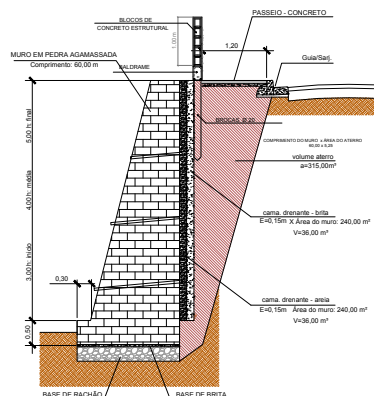 PASSEIO - CONCRETO
BLOCOS DE
CONCRETO ESTRUTURAL
1.00m
1,20
MURO EM PEDRA AGAMASSADA
Comprimento: 60,00 m
BALDRAME
Guia/Sarj.
5,00 h: final
BROCAS Ø 20
COMPRIMENTO DO MURO x ÁREA DO ATERRO
60,00 x 5,25
volume aterro
a=315,00m³
4,00 h: média
cama. drenante - brita
E=0,15m X Área do muro: 240,00 m²
V=36,00 m³
3,00 h: início
0,30
cama. drenante - areia
E=0,15m Área do muro: 240,00 m²
V=36,00 m³
0,50
BASE DE RACHÃO
BASE DE BRITA